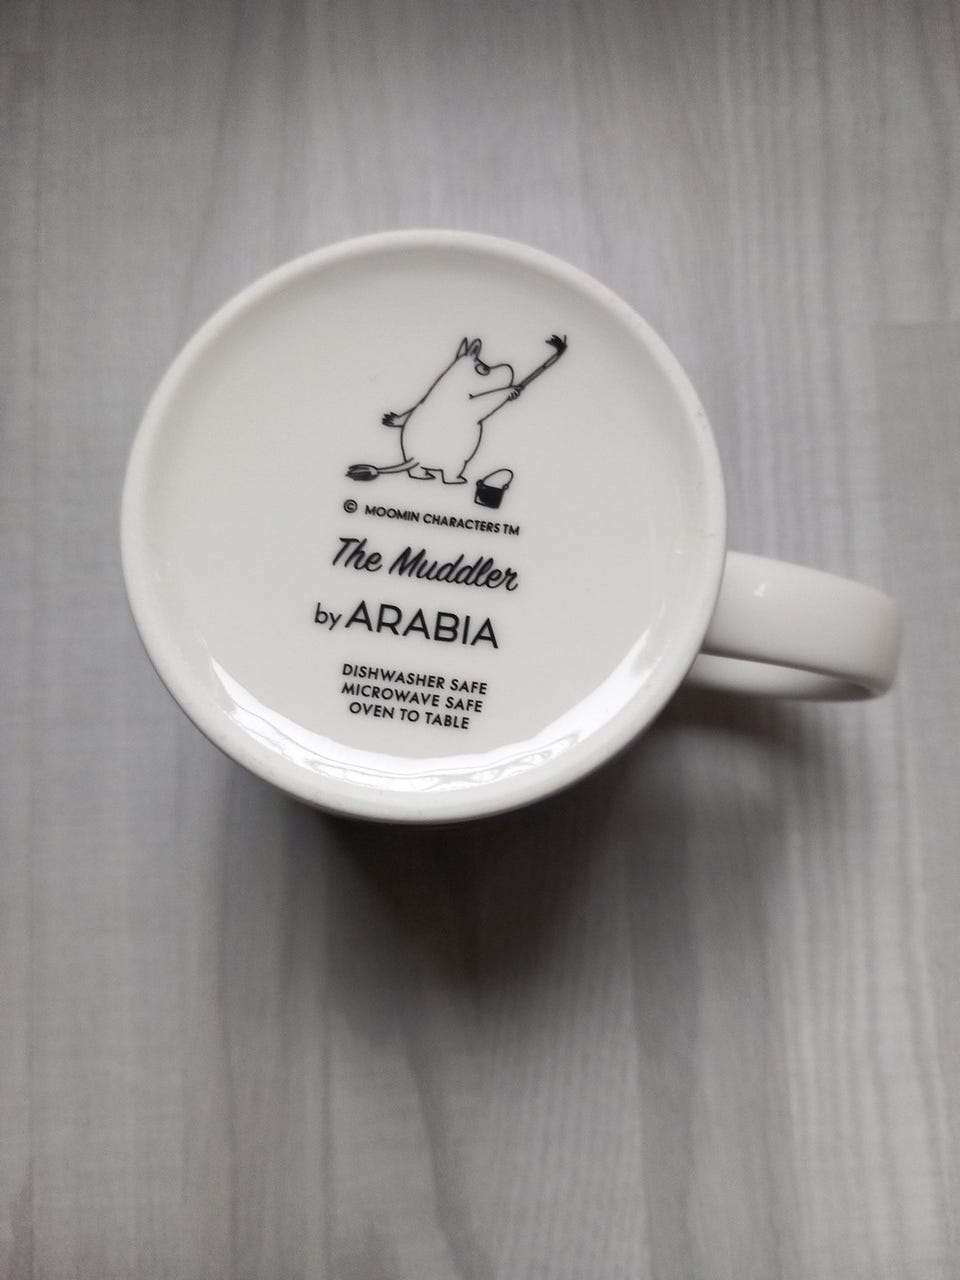 © MOOMIN CHARACTERS TM
The Muddler
by ARABIA
DISHWASHER SAFE
MICROWAVE SAFE
OVEN TO TABLE